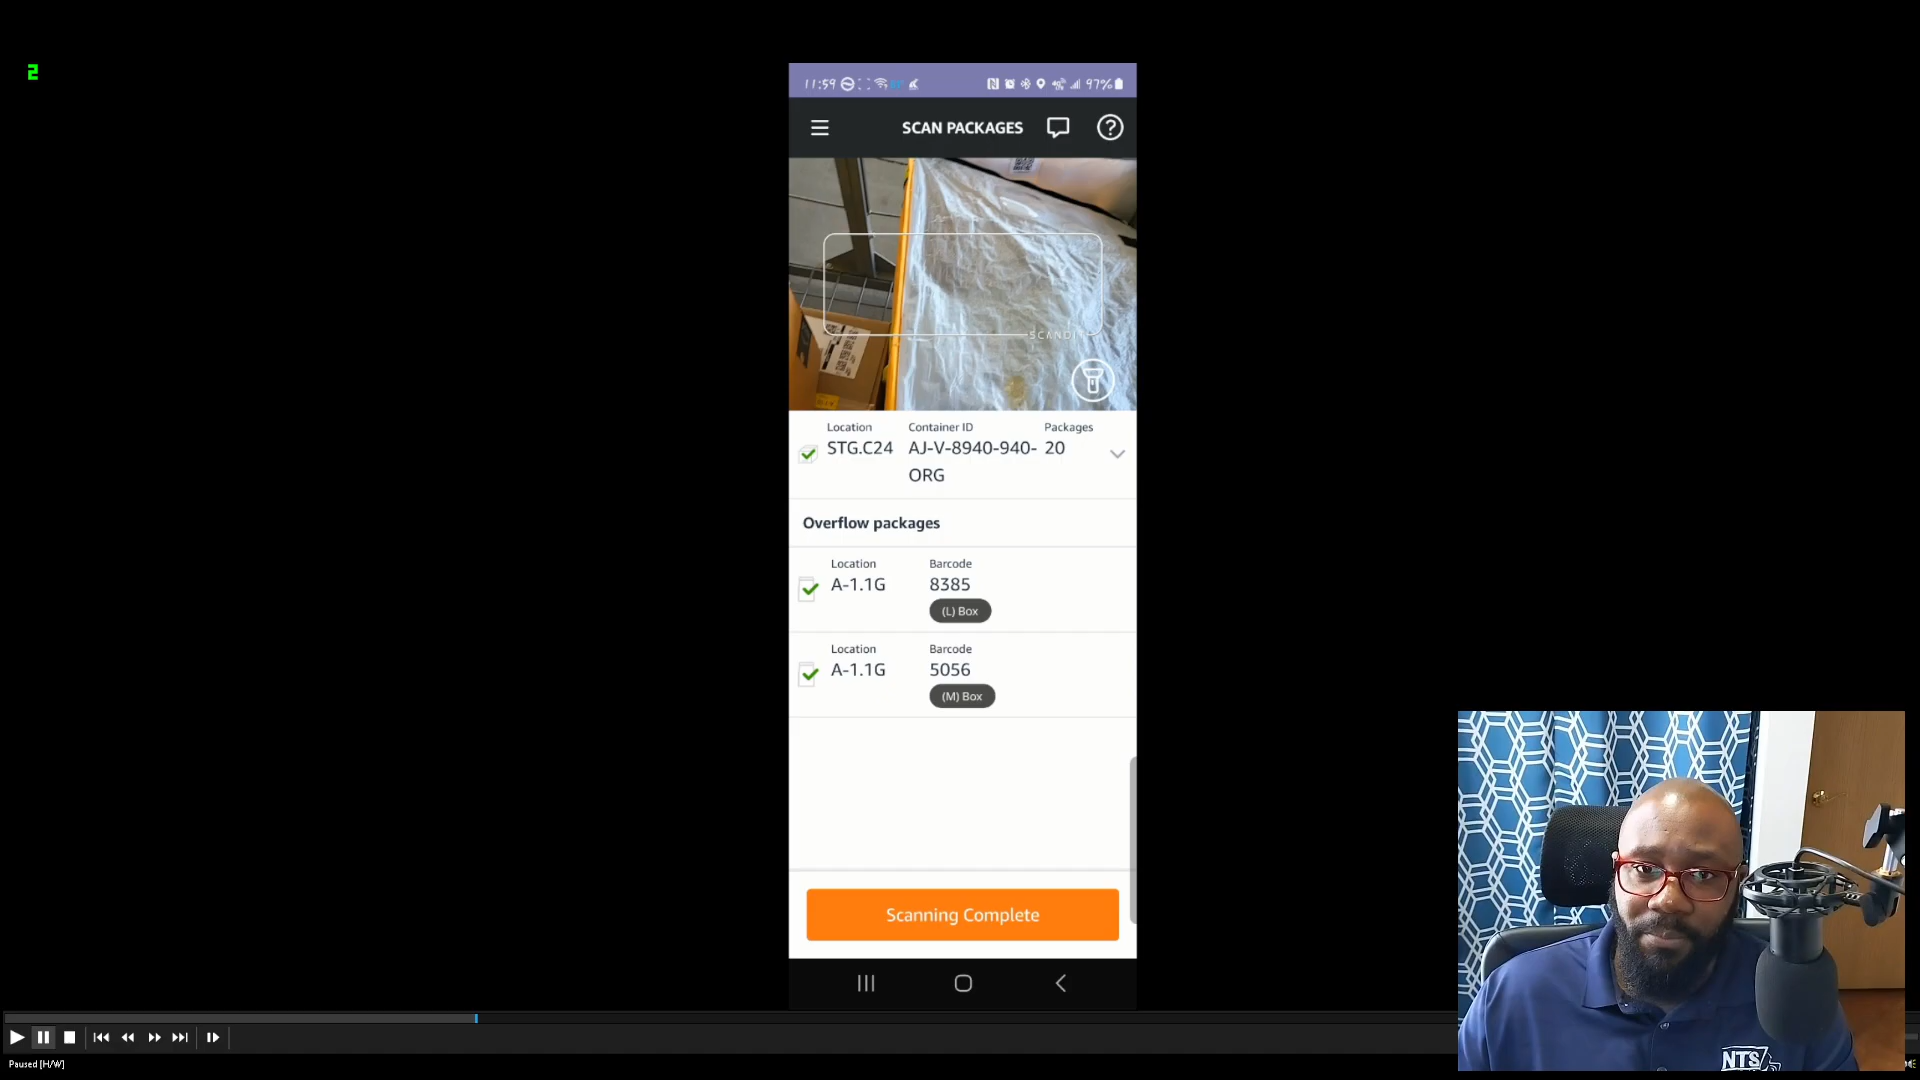 2
11:59 97%
SCAN PACKAGES
SCANDIT
Location Container ID Packages
STG.C24 AJ-V-8940-940- 20
ORG
Overflow packages
Location Barcode
A-1.1G 8385
(L) Box
Location Barcode
A-1.1G 5056
(M) Box
Scanning Complete
NTS
Paused [H/W]